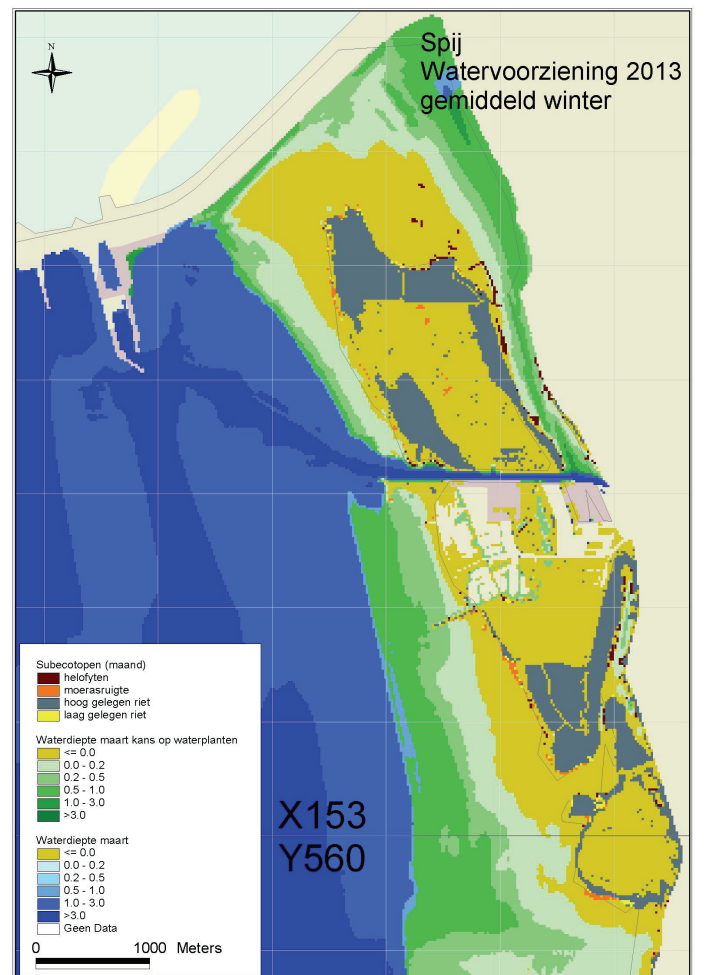 N
Spij
Watervoorziening 2013
gemiddeld winter
Subecotopen (maand)
helofyten
moerasruigte
hoog gelegen riet
laag gelegen riet
Waterdiepte maart kans op waterplanten
<= 0.0
0.0 - 0.2
0.2 - 0.5
0.5 - 1.0
1.0 - 3.0
>3.0
Waterdiepte maart
<= 0.0
0.0 - 0.2
0.2 - 0.5
0.5 - 1.0
1.0 - 3.0
>3.0
Geen Data
0 1000 Meters
X153
Y560